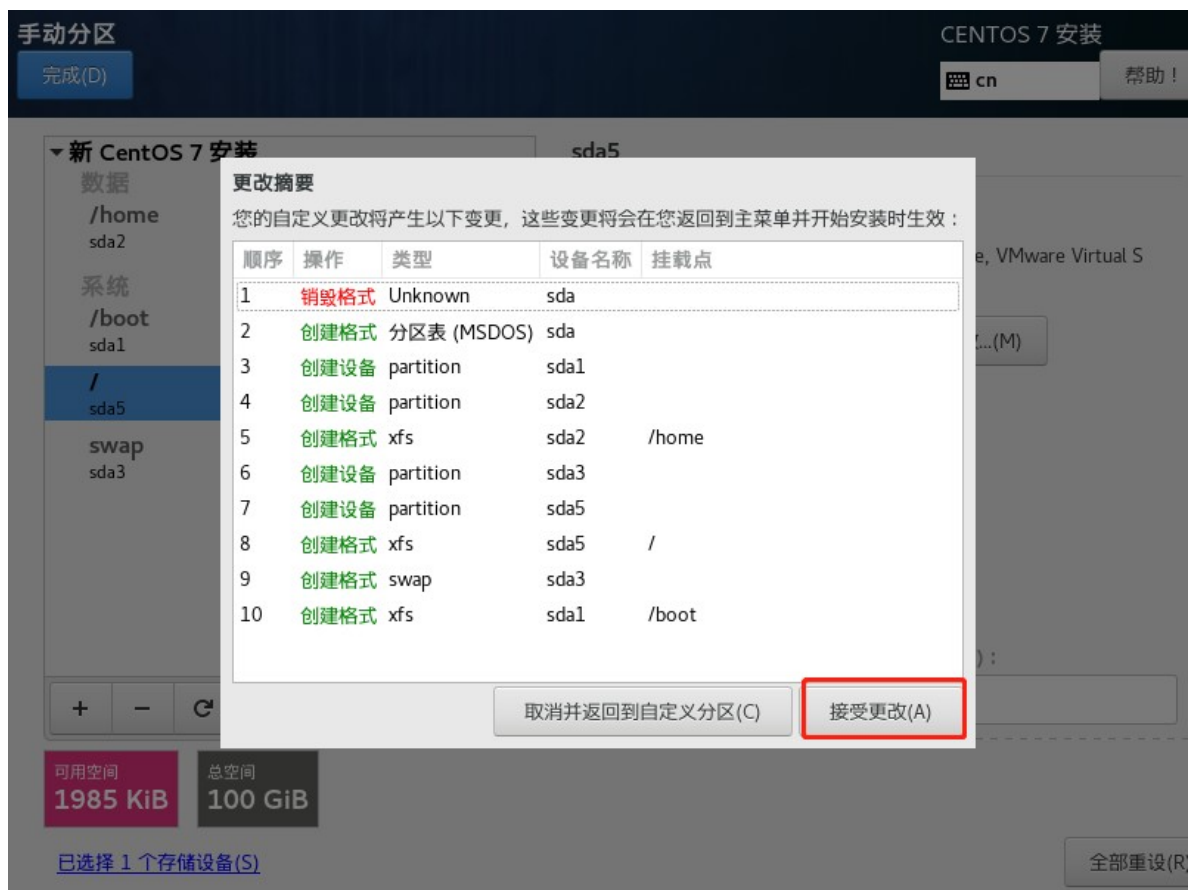 手动分区
CENTOS 7 安装
完成(D)
cn
帮助！
新 CentOS 7 安装
sda5
数据
/home
sda2
系统
/boot
sda1
/
sda5
swap
sda3
e, VMware Virtual S
...(M)
更改摘要
您的自定义更改将产生以下变更，这些变更将会在您返回到主菜单并开始安装时生效：
顺序 操作 类型 设备名称 挂载点
1 销毁格式 Unknown sda
2 创建格式 分区表 (MSDOS) sda
3 创建设备 partition sda1
4 创建设备 partition sda2
5 创建格式 xfs sda2 /home
6 创建设备 partition sda3
7 创建设备 partition sda5
8 创建格式 xfs sda5 /
9 创建格式 swap sda3
10 创建格式 xfs sda1 /boot
)：
+ −
取消并返回到自定义分区(C) 接受更改(A)
可用空间
1985 KiB
总空间
100 GiB
已选择 1 个存储设备(S)
全部重设(R)